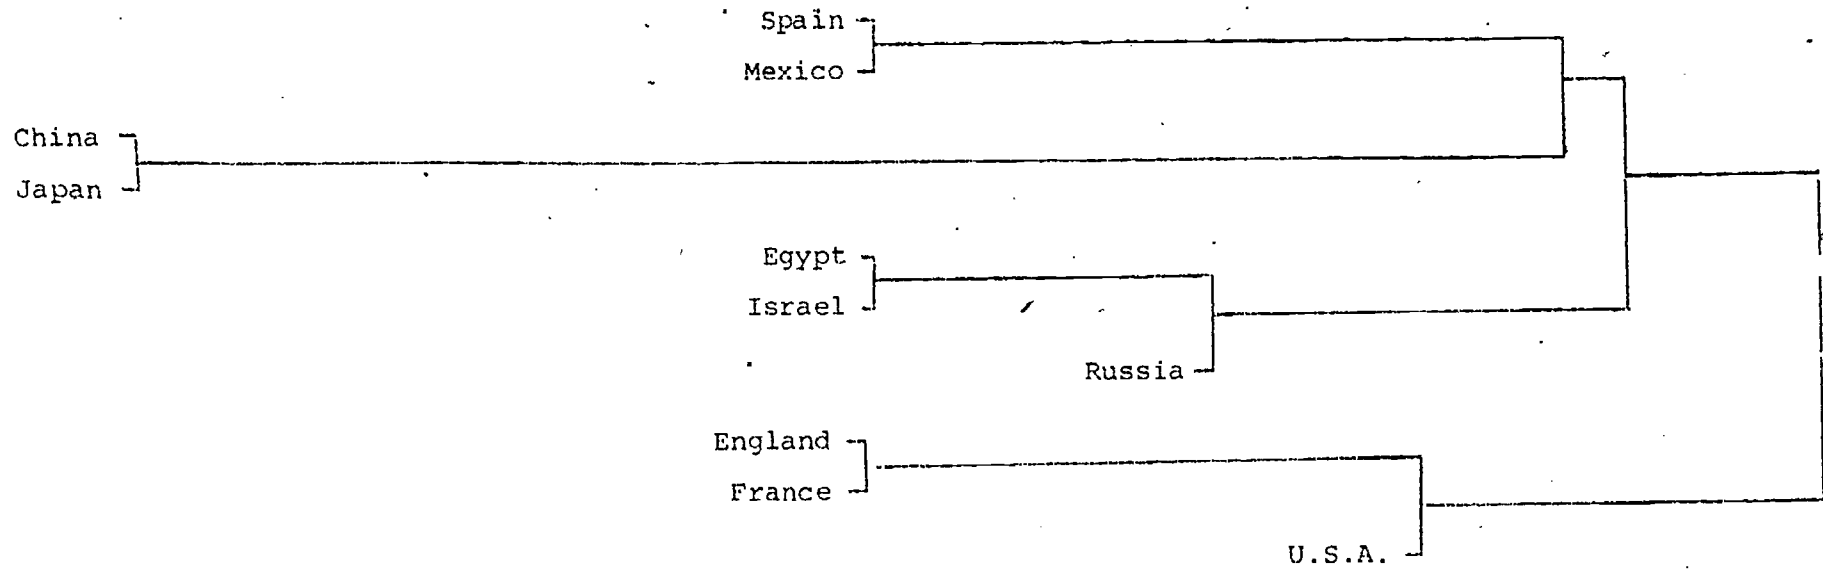 Spain
Mexico
China
Japan
Egypt
Israel
Russia
England
France
U.S.A.